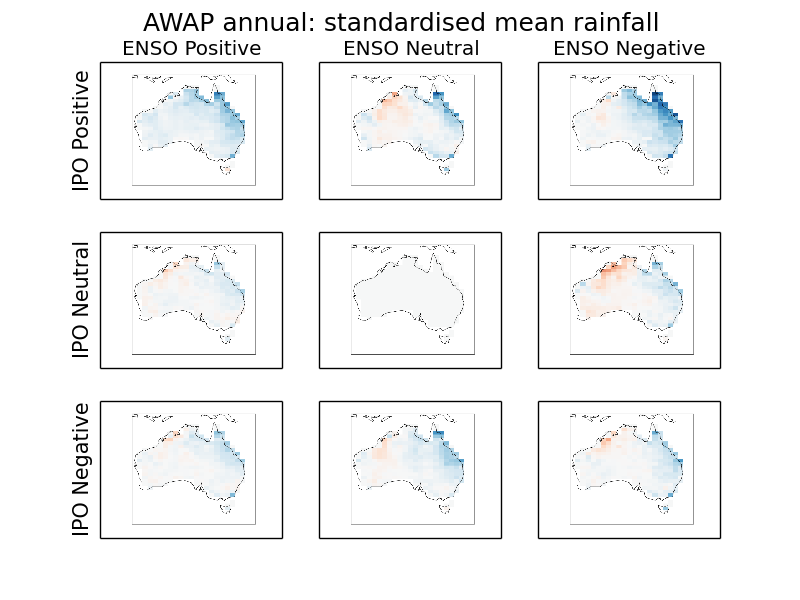 AWAP annual: standardised mean rainfall
ENSO Positive
ENSO Neutral
ENSO Negative
IPO Positive
IPO Neutral
IPO Negative